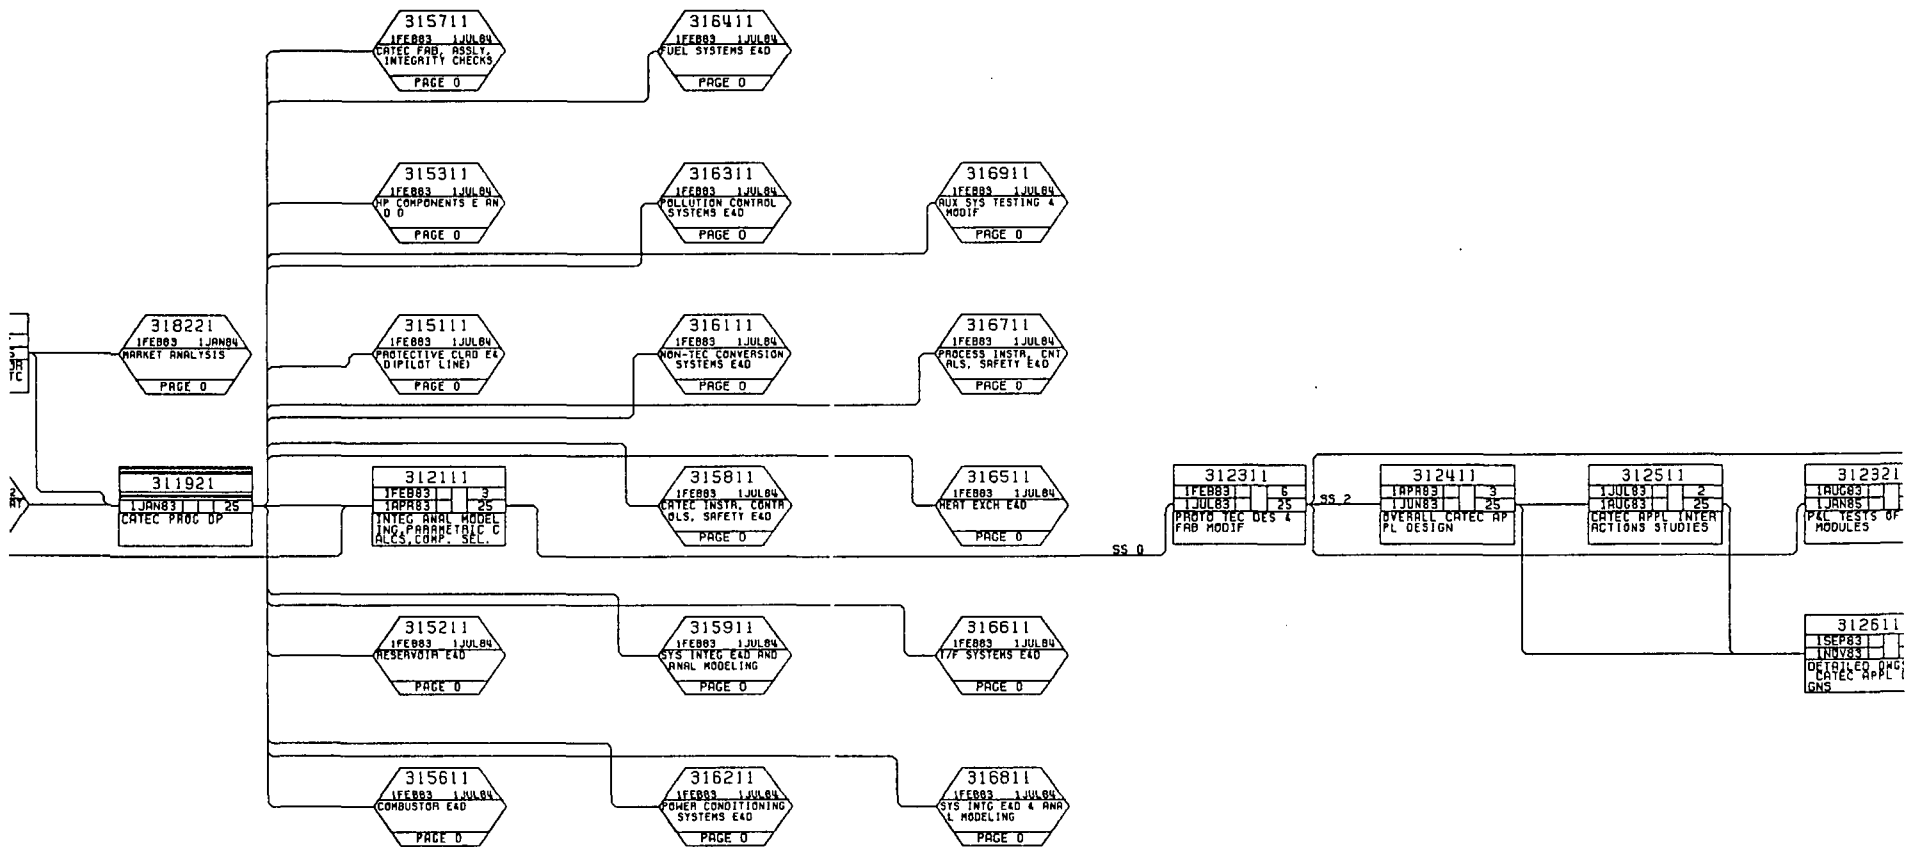 315711
1FEB83 1JUL84
CATEC FAB, ASSLY,
INTEGRITY CHECKS
PAGE 0
316411
1FEB83 1JUL84
FUEL SYSTEMS E&D
PAGE 0
315311
1FEB83 1JUL84
HP COMPONENTS E AN
D D
PAGE 0
316311
1FEB83 1JUL84
POLLUTION CONTROL
SYSTEMS E&D
PAGE 0
316911
1FEB83 1JUL84
AUX SYS TESTING &
MODIF
PAGE 0
318221
1FEB83 1JAN84
MARKET ANALYSIS
PAGE 0
315111
1FEB83 1JUL84
PROTECTIVE CLAD E&
D(PILOT LINE)
PAGE 0
316111
1FEB83 1JUL84
NON-TEC CONVERSION
SYSTEMS E&D
PAGE 0
316711
1FEB83 1JUL84
PROCESS INSTR, CNT
RLS, SAFETY E&D
PAGE 0
311921
1JAN83 25
CATEC PROG OP
312111
1FEB83 3
1APR83 25
INTEG ANAL MODEL
ING,PARAMETRIC C
ALCS,COMP. SEL.
315811
1FEB83 1JUL84
CATEC INSTR, CONTR
OLS, SAFETY E&D
PAGE 0
316511
1FEB83 1JUL84
HEAT EXCH E&D
PAGE 0
SS 0
312311
1FEB83 6
1JUL83 25
PROTO TEC DES &
FAB MODIF
SS 2
312411
1APR83 3
1JUN83 25
OVERALL CATEC AP
PL DESIGN
312511
1JUL83 2
1AUG83 25
CATEC APPL INTER
ACTIONS STUDIES
312321
1AUG83
1JAN85
P&L TESTS OF
MODULES
315211
1FEB83 1JUL84
RESERVOIR E&D
PAGE 0
315911
1FEB83 1JUL84
SYS INTEG E&D AND
ANAL MODELING
PAGE 0
316611
1FEB83 1JUL84
T/F SYSTEMS E&D
PAGE 0
312611
1SEP83
1NOV83
DETAILED DWG
CATEC APPL
GNS
315611
1FEB83 1JUL84
COMBUSTOR E&D
PAGE 0
316211
1FEB83 1JUL84
POWER CONDITIONING
SYSTEMS E&D
PAGE 0
316811
1FEB83 1JUL84
SYS INTG E&D & ANA
L MODELING
PAGE 0